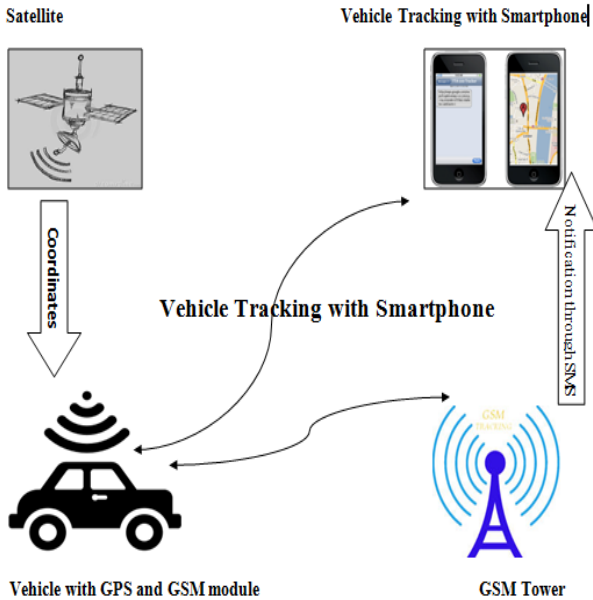 Satellite
Vehicle Tracking with Smartphone
Coordinates
Notification through SMS
Vehicle Tracking with Smartphone
GSM
TRACKING
Vehicle with GPS and GSM module
GSM Tower